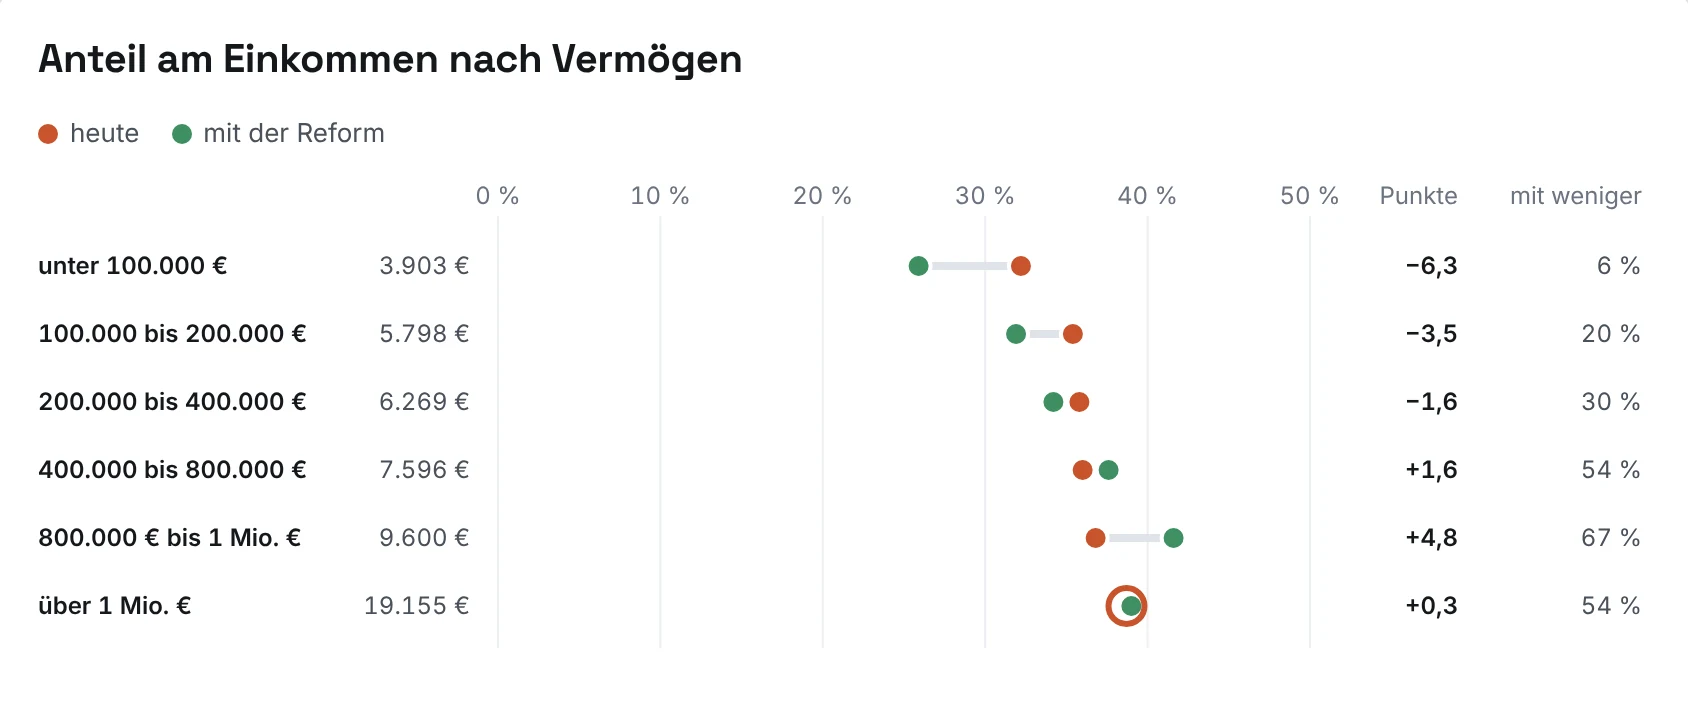 Anteil am Einkommen nach Vermögen
heute mit der Reform
0 % 10 % 20 % 30 % 40 % 50 % Punkte mit weniger
unter 100.000 € 3.903 € −6,3 6 %
100.000 bis 200.000 € 5.798 € −3,5 20 %
200.000 bis 400.000 € 6.269 € −1,6 30 %
400.000 bis 800.000 € 7.596 € +1,6 54 %
800.000 € bis 1 Mio. € 9.600 € +4,8 67 %
über 1 Mio. € 19.155 € +0,3 54 %